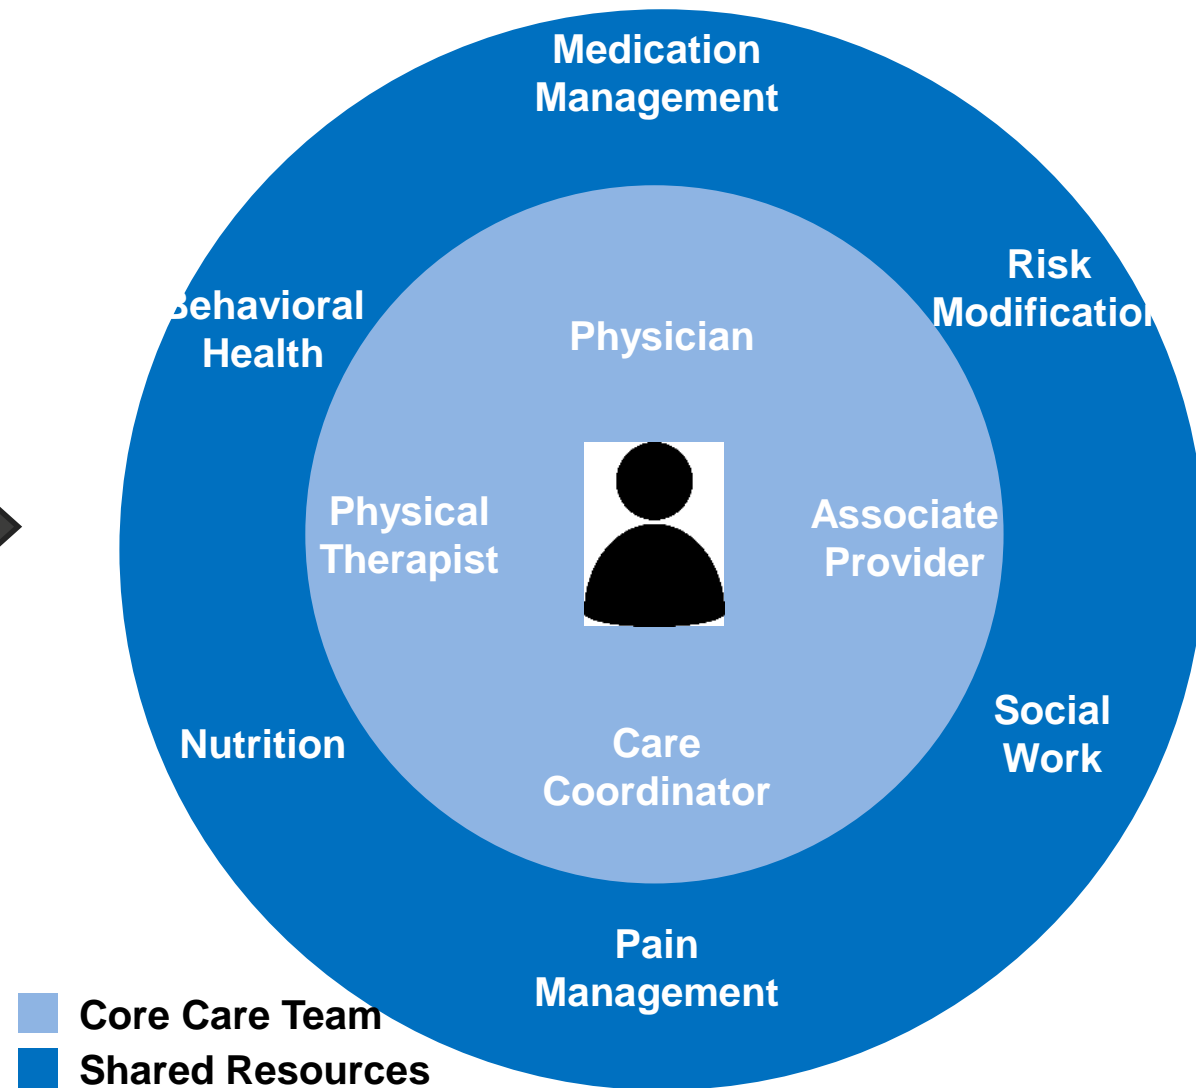 Medication
Management
Risk
Modification
Behavioral
Health
Physician
Physical
Therapist
Associate
Provider
Nutrition
Care
Coordinator
Social
Work
Pain
Management
Core Care Team
Shared Resources